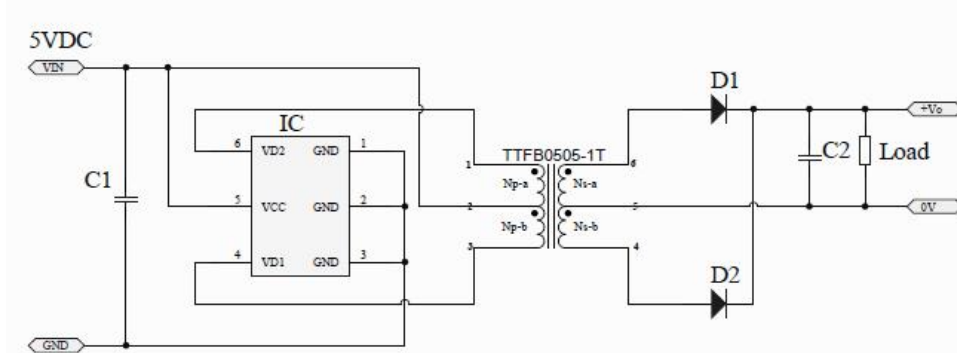 5VDC
VIN
D1
+Vo
IC
6 VD2 GND 1
TTFB0505-1T
1 6
C1
Np-a Ns-a
C2 Load
5 VCC GND 2
2 5
0V
Np-b Ns-b
4 VD1 GND 3
3 4
D2
GND